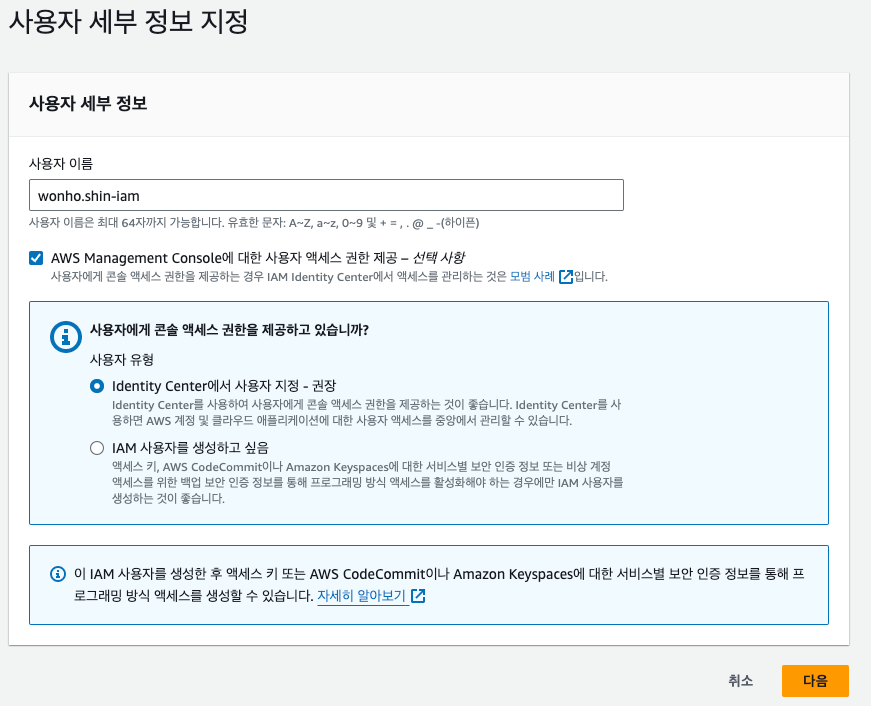 사용자 세부 정보 지정
사용자 세부 정보
사용자 이름
wonho.shin-iam
사용자 이름은 최대 64자까지 가능합니다. 유효한 문자: A~Z, a~z, 0~9 및 + = , . @ _ -(하이픈)
AWS Management Console에 대한 사용자 액세스 권한 제공 – 선택 사항
사용자에게 콘솔 액세스 권한을 제공하는 경우 IAM Identity Center에서 액세스를 관리하는 것은 모범 사례 입니다.
사용자에게 콘솔 액세스 권한을 제공하고 있습니까?
사용자 유형
Identity Center에서 사용자 지정 - 권장
Identity Center를 사용하여 사용자에게 콘솔 액세스 권한을 제공하는 것이 좋습니다. Identity Center를 사
용하면 AWS 계정 및 클라우드 애플리케이션에 대한 사용자 액세스를 중앙에서 관리할 수 있습니다.
IAM 사용자를 생성하고 싶음
액세스 키, AWS CodeCommit이나 Amazon Keyspaces에 대한 서비스별 보안 인증 정보 또는 비상 계정
액세스를 위한 백업 보안 인증 정보를 통해 프로그래밍 방식 액세스를 활성화해야 하는 경우에만 IAM 사용자를
생성하는 것이 좋습니다.
이 IAM 사용자를 생성한 후 액세스 키 또는 AWS CodeCommit이나 Amazon Keyspaces에 대한 서비스별 보안 인증 정보를 통해 프
로그래밍 방식 액세스를 생성할 수 있습니다. 자세히 알아보기
취소
다음